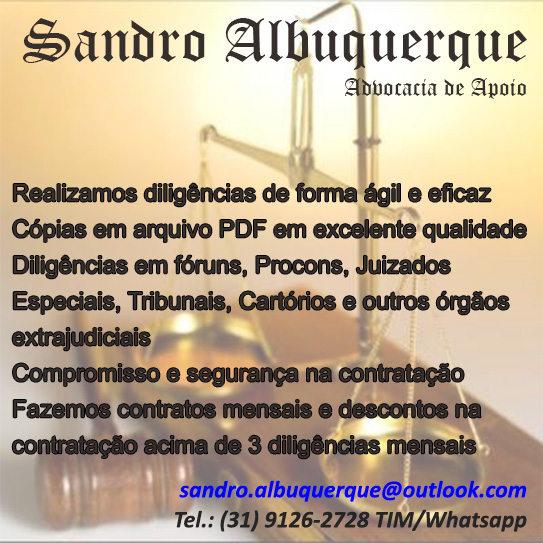 Sandro Albuquerque
Advocacia de Apoio
Realizamos diligências de forma ágil e eficaz
Cópias em arquivo PDF em excelente qualidade
Diligências em fóruns, Procons, Juizados
Especiais, Tribunais, Cartórios e outros órgãos
extrajudiciais
Compromisso e segurança na contratação
Fazemos contratos mensais e descontos na
contratação acima de 3 diligências mensais
sandro.albuquerque@outlook.com
Tel.: (31) 9126-2728 TIM/Whatsapp